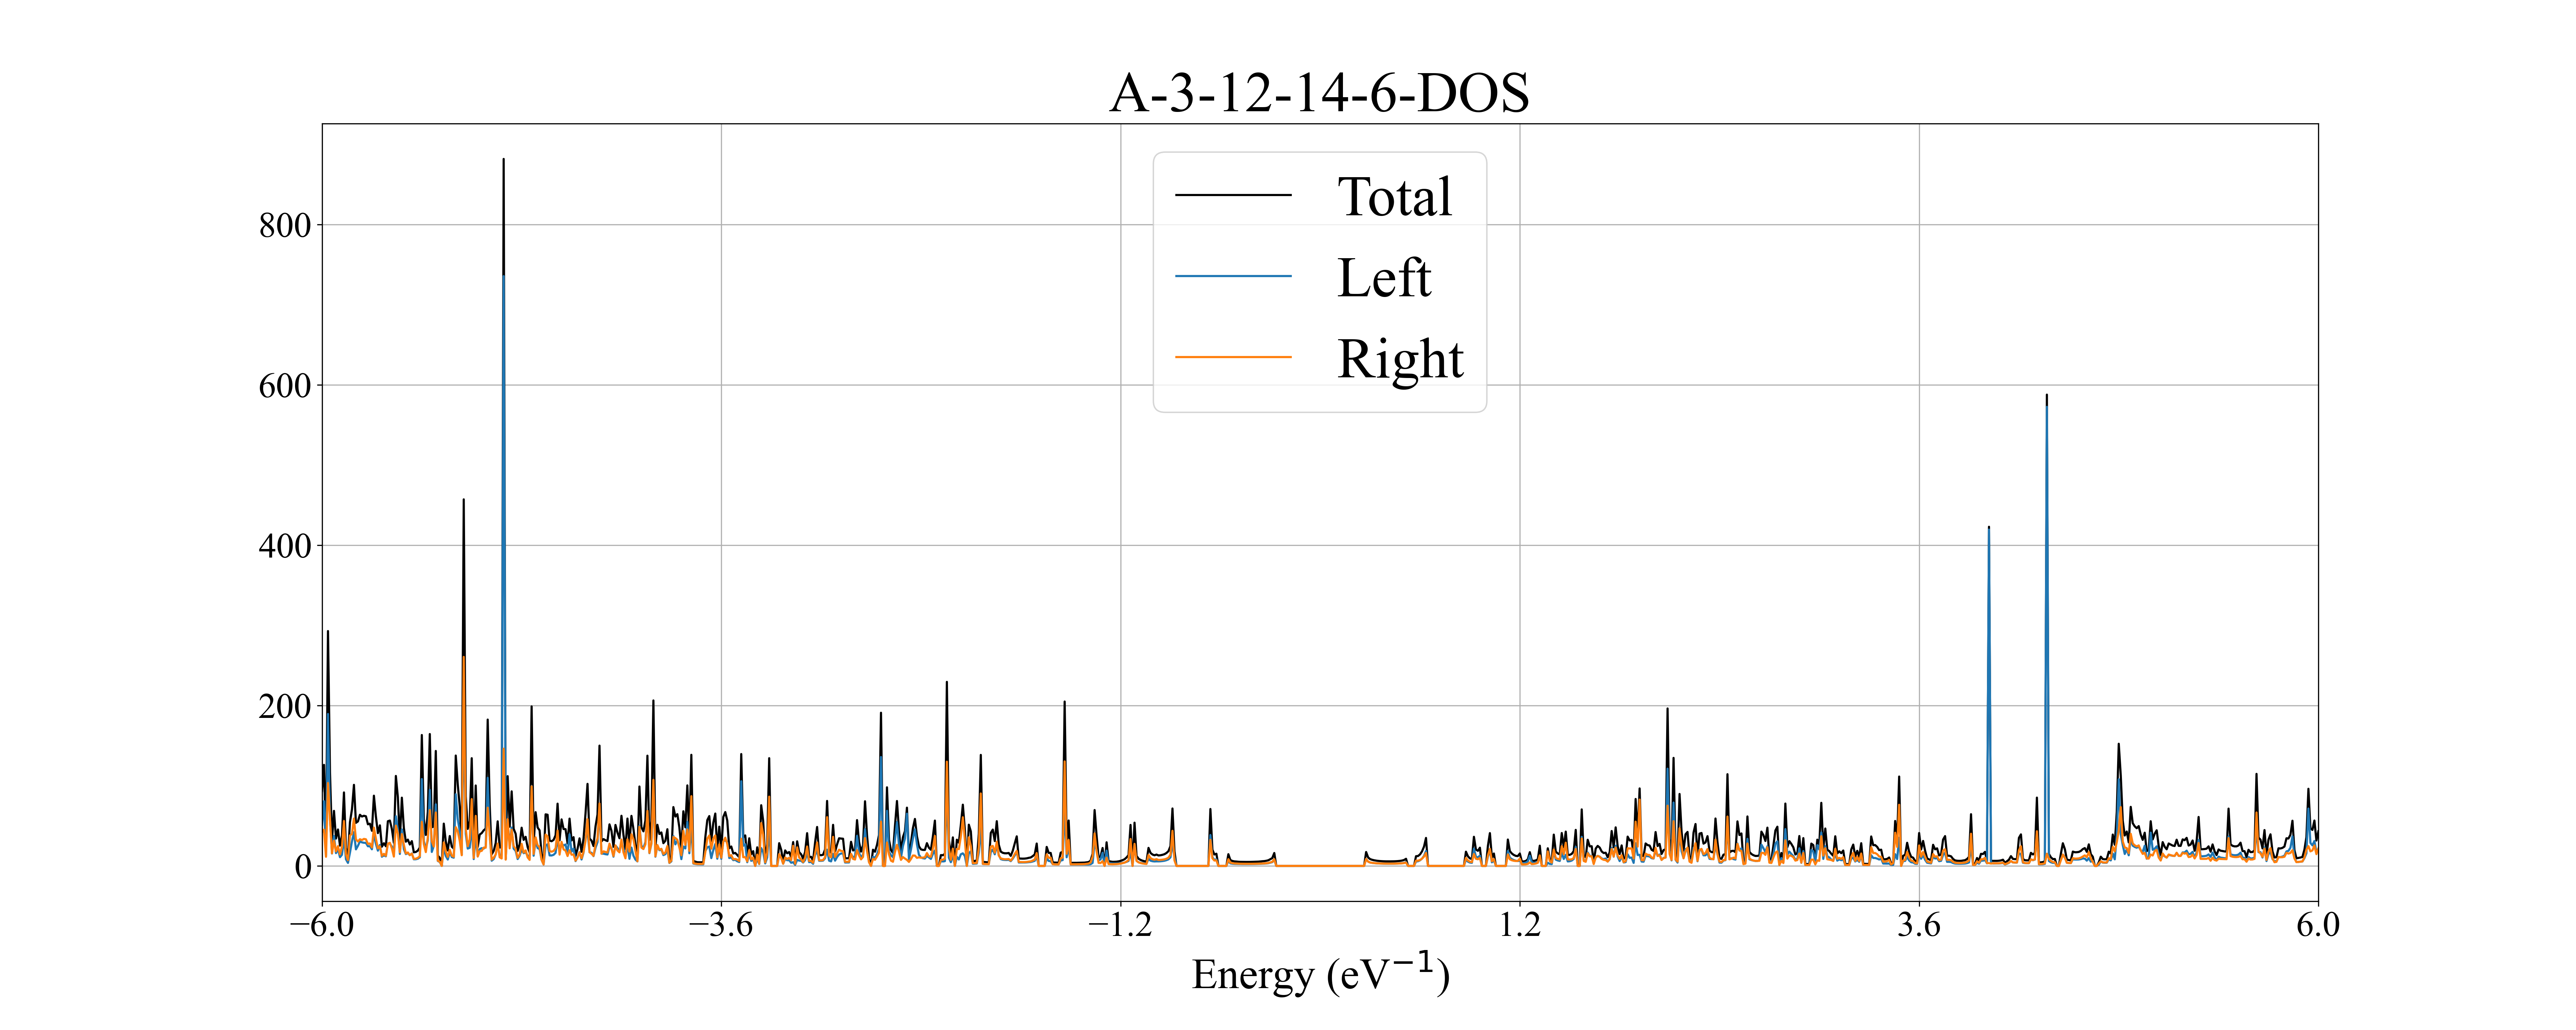 A-3-12-14-6-DOS
Total
Left
Right
800
600
400
200
0
−6.0 −3.6 −1.2 1.2 3.6 6.0
Energy (eV⁻¹)